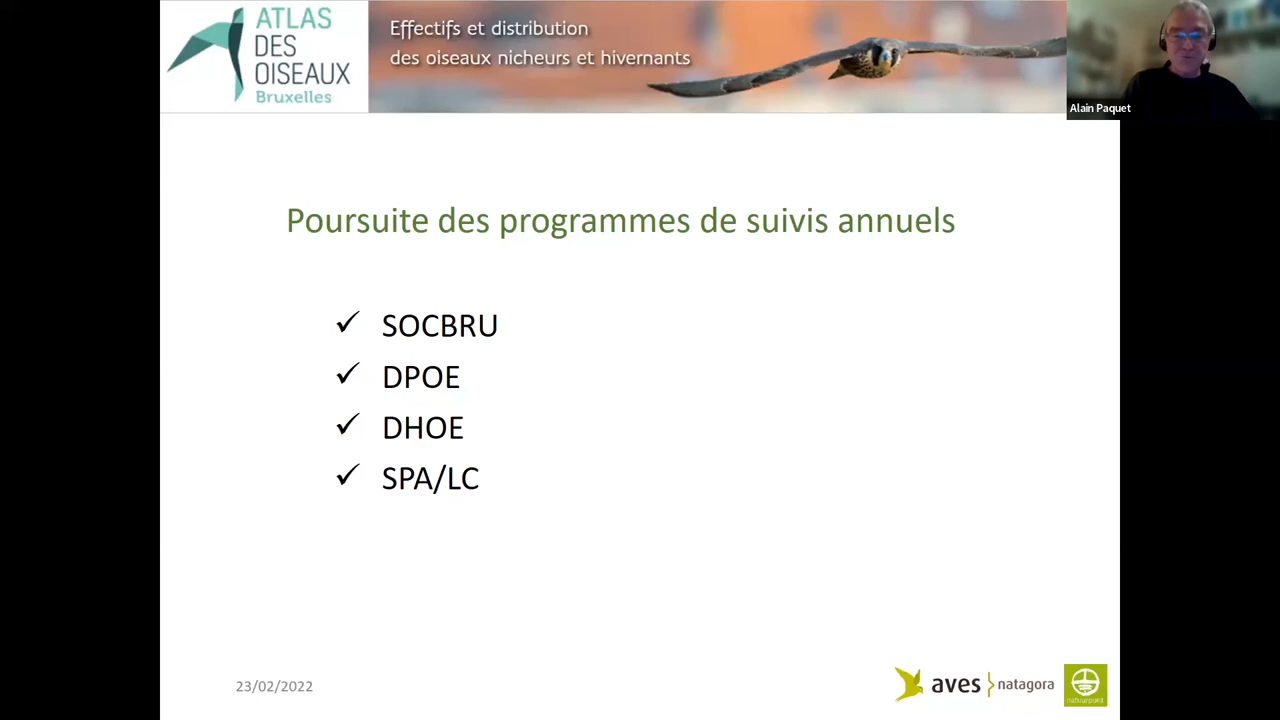 ATLAS
DES
OISEAUX
Bruxelles
Effectifs et distribution
des oiseaux nicheurs et hivernants
Alain Paquet
Poursuite des programmes de suivis annuels
✓ SOCBRU
✓ DPOE
✓ DHOE
✓ SPA/LC
23/02/2022
aves natagora
natuurpunt